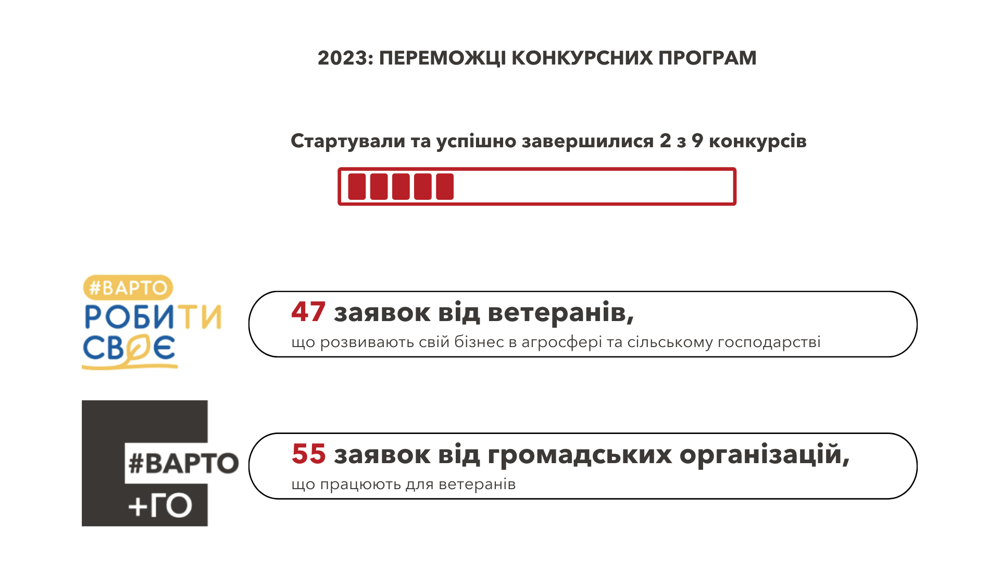 2023: ПЕРЕМОЖЦІ КОНКУРСНИХ ПРОГРАМ
Стартували та успішно завершилися 2 з 9 конкурсів
#ВАРТО
РОБИТИ
СВОЄ
47 заявок від ветеранів,
що розвивають свій бізнес в агросфері та сільському господарстві
#ВАРТО
+ГО
55 заявок від громадських організацій,
що працюють для ветеранів